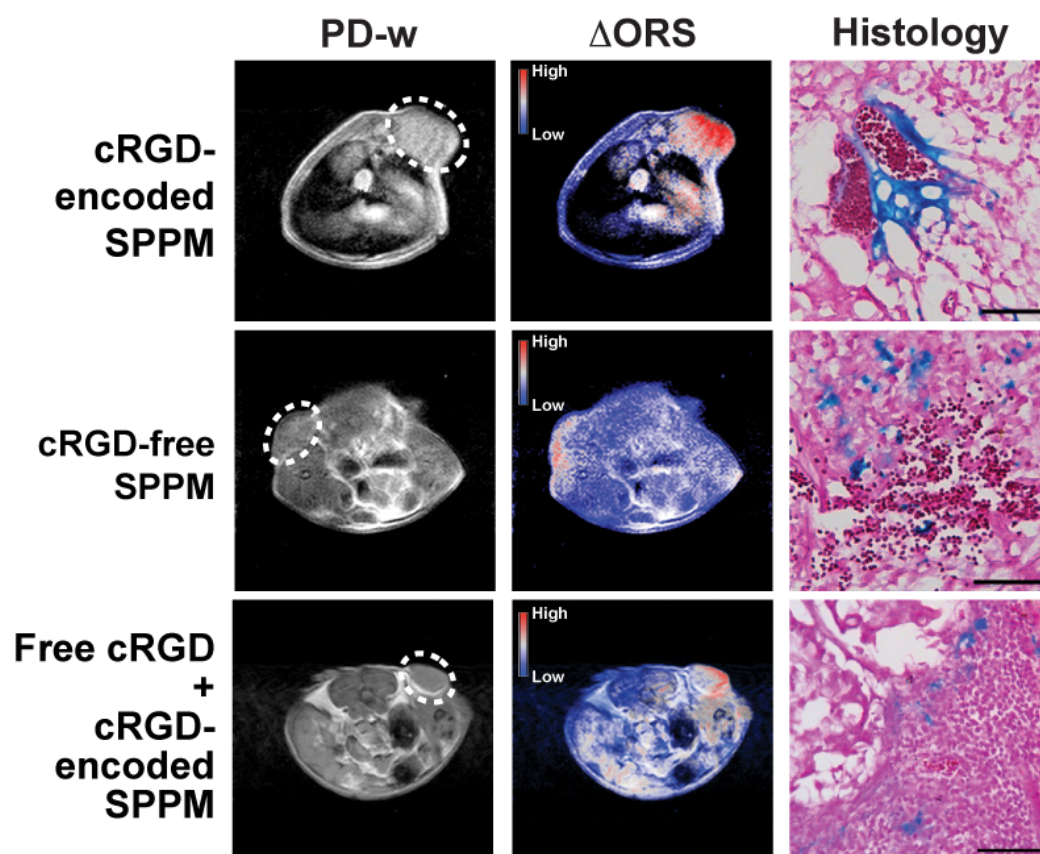 PD-w
ΔORS
Histology
cRGD-
encoded
SPPM
High
Low
cRGD-free
SPPM
High
Low
Free cRGD
+
cRGD-
encoded
SPPM
High
Low